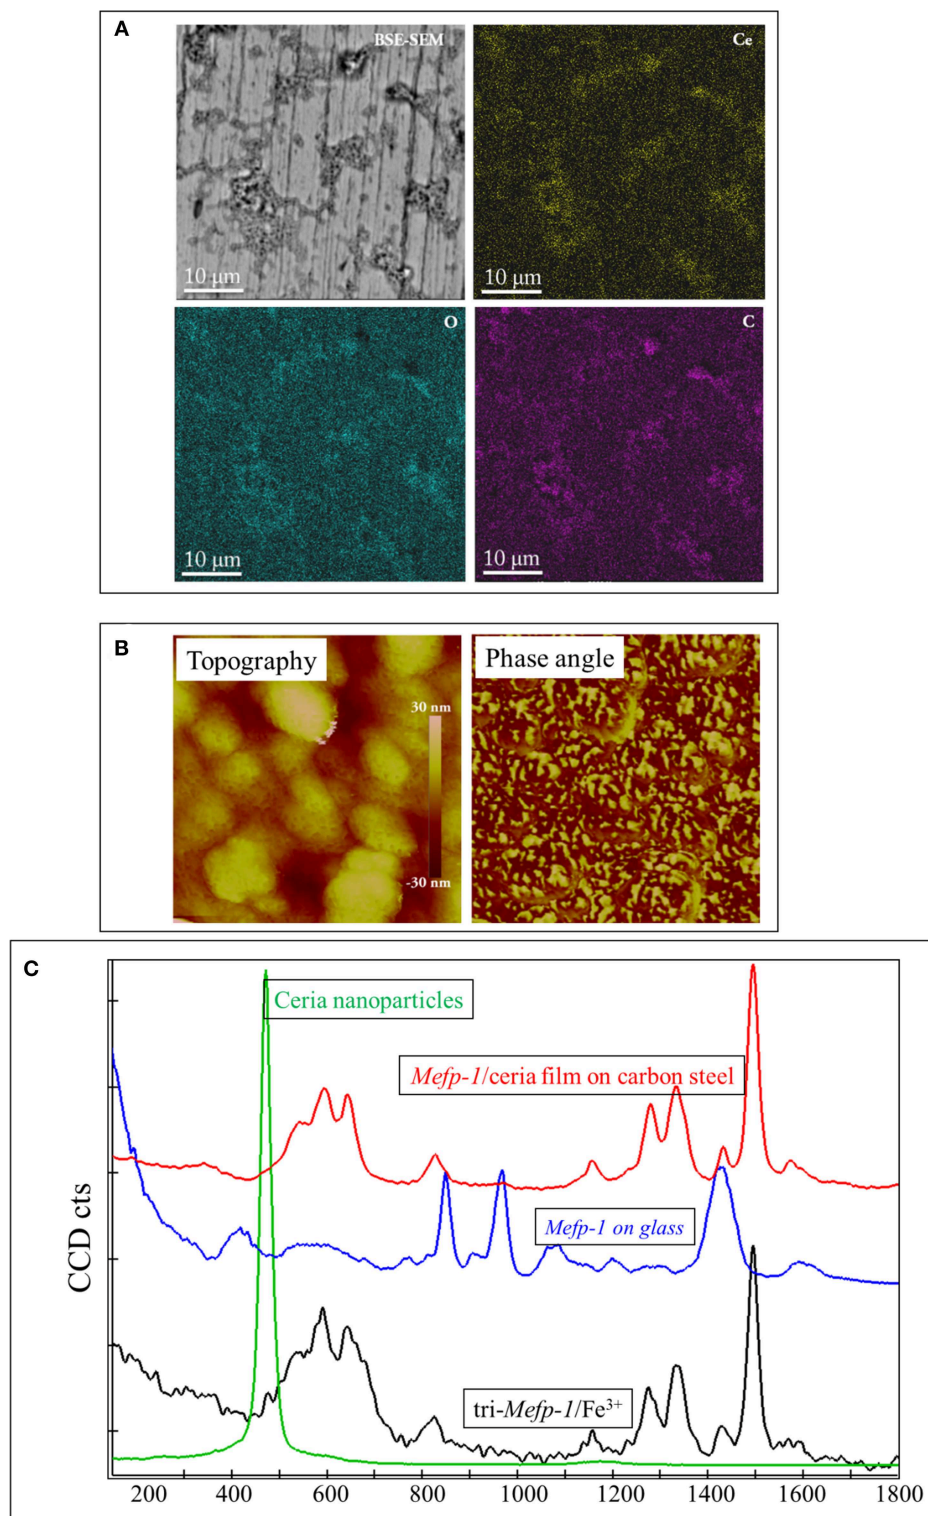 A
BSE-SEM
Ce
10 μm
10 μm
O
C
10 μm
10 μm
B
Topography
Phase angle
30 nm
-30 nm
C
Ceria nanoparticles
Mefp-1/ceria film on carbon steel
Mefp-1 on glass
tri-Mefp-1/Fe³⁺
CCD cts
200 400 600 800 1000 1200 1400 1600 1800